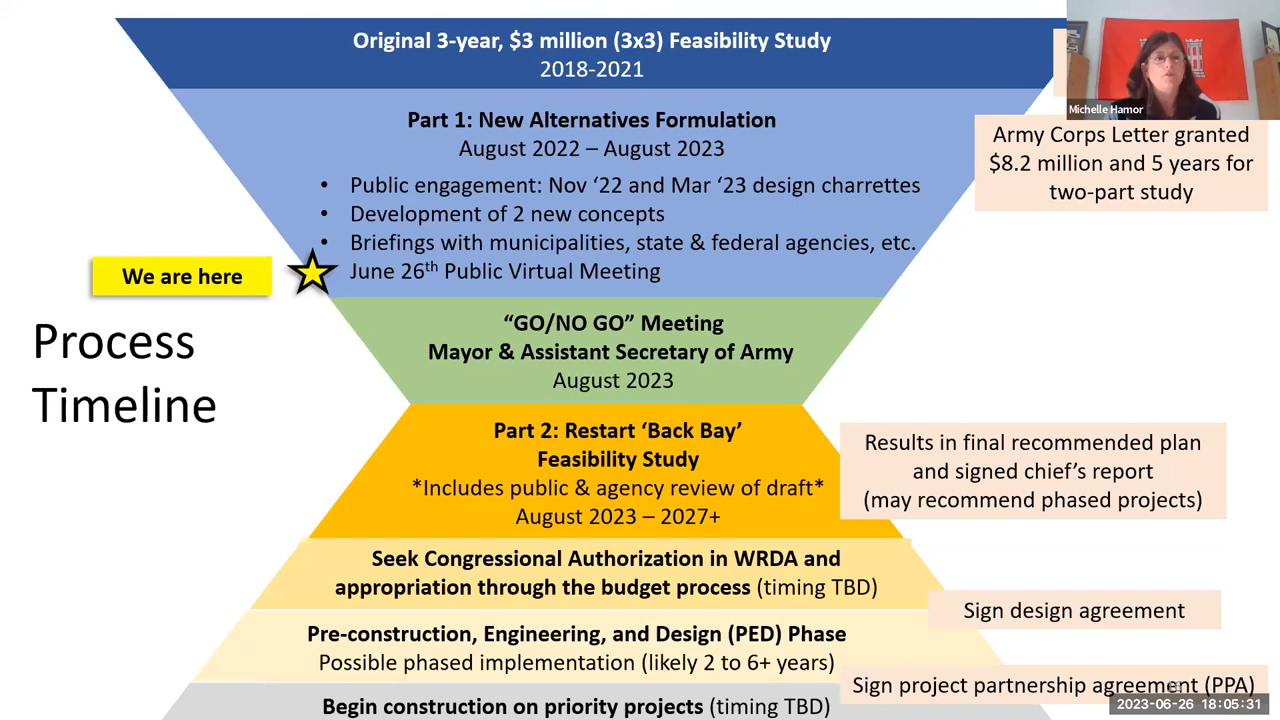 Original 3-year, $3 million (3x3) Feasibility Study
2018-2021
Michelle Hamor
Part 1: New Alternatives Formulation
August 2022 – August 2023
• Public engagement: Nov ‘22 and Mar ‘23 design charrettes
• Development of 2 new concepts
• Briefings with municipalities, state & federal agencies, etc.
June 26th Public Virtual Meeting
Army Corps Letter granted
$8.2 million and 5 years for
two-part study
We are here
Process
Timeline
“GO/NO GO” Meeting
Mayor & Assistant Secretary of Army
August 2023
Part 2: Restart ‘Back Bay’
Feasibility Study
*Includes public & agency review of draft*
August 2023 – 2027+
Results in final recommended plan
and signed chief’s report
(may recommend phased projects)
Seek Congressional Authorization in WRDA and
appropriation through the budget process (timing TBD)
Sign design agreement
Pre-construction, Engineering, and Design (PED) Phase
Possible phased implementation (likely 2 to 6+ years)
Sign project partnership agreement (PPA)
Begin construction on priority projects (timing TBD)
2023-06-26 18:05:31